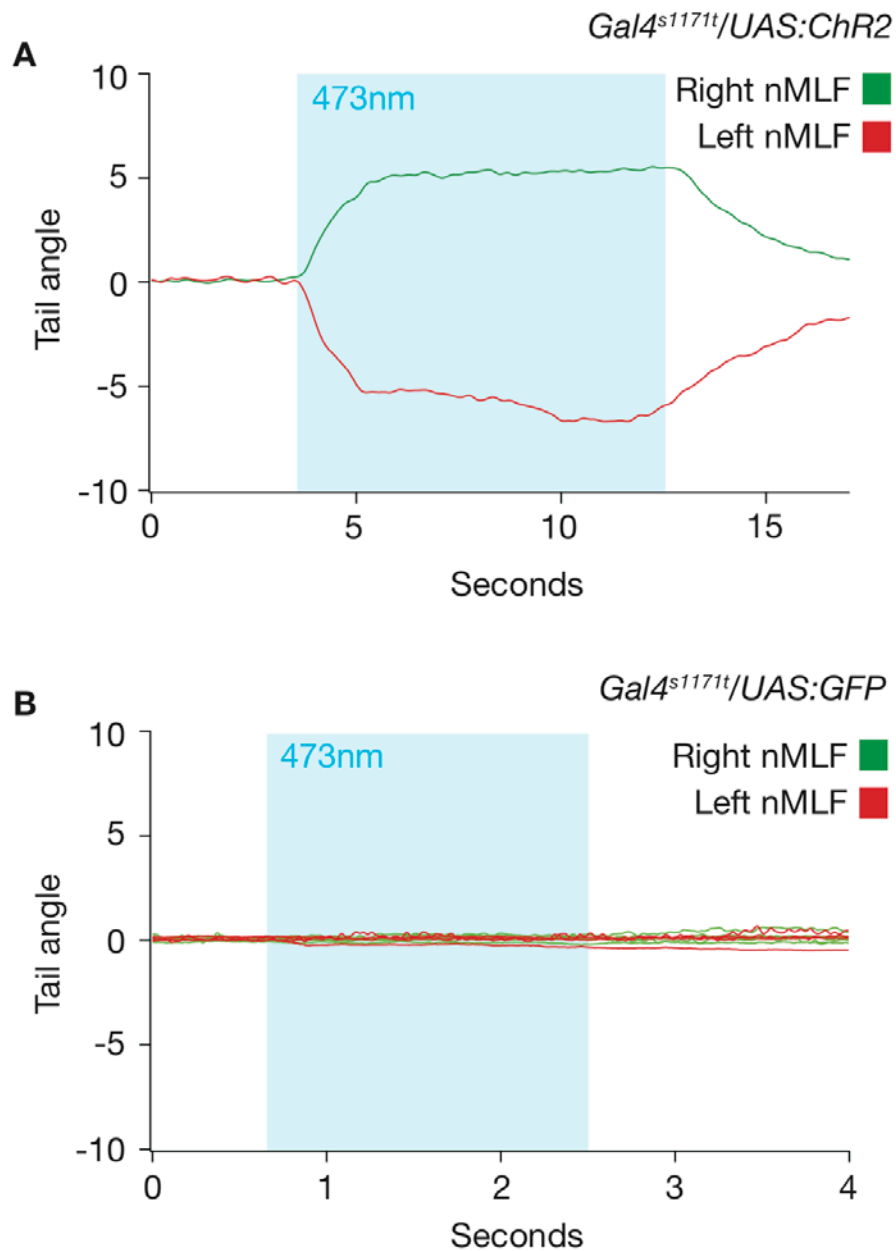 Gal4s1171t/UAS:ChR2
A
10
473nm
Right nMLF
Left nMLF
5
0
-5
-10
Tail angle
0
5
10
15
Seconds
Gal4s1171t/UAS:GFP
B
10
473nm
Right nMLF
Left nMLF
5
0
-5
-10
Tail angle
0
1
2
3
4
Seconds